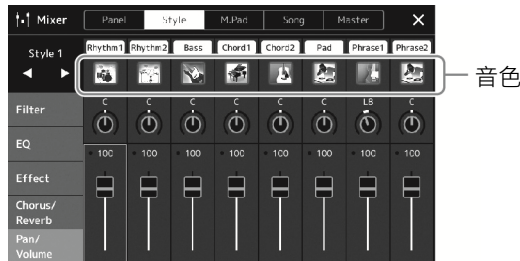 Mixer Panel Style M.Pad Song Master ×
Style 1 Rhythm1 Rhythm2 Bass Chord1 Chord2 Pad Phrase1 Phrase2
音色
Filter C C C C C C L8 C
EQ 100 100 100 100 100 100 100 100
Effect
Chorus/
Reverb
Pan/
Volume